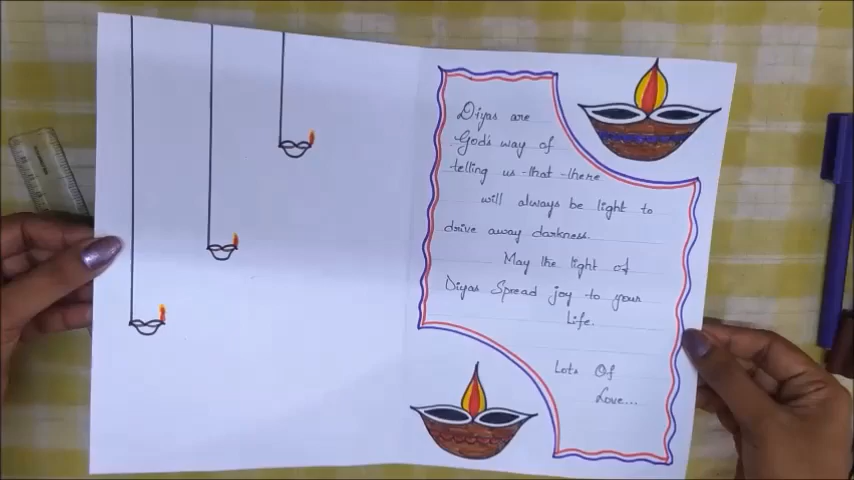 Diyas are
God's way of
telling us that there
will always be light to
drive away darkness.
May the light of
Diyas Spread joy to your
Life.
Lots Of
Love...